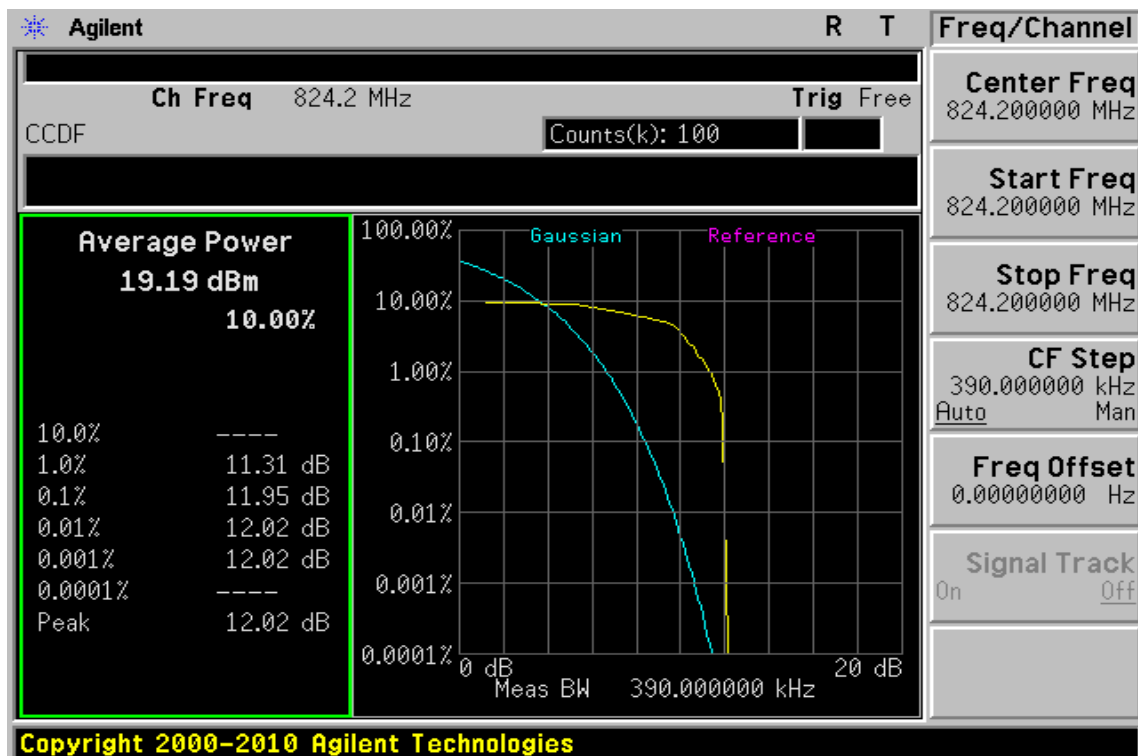 Agilent R T
Ch Freq 824.2 MHz Trig Free
CCDF Counts(k): 100
Average Power
19.19 dBm
10.00%
10.0% ----
1.0% 11.31 dB
0.1% 11.95 dB
0.01% 12.02 dB
0.001% 12.02 dB
0.0001% ----
Peak 12.02 dB
Gaussian Reference
100.00%
10.00%
1.00%
0.10%
0.01%
0.001%
0.0001%
0 dB 20 dB
Meas BW 390.000000 kHz
Freq/Channel
Center Freq
824.200000 MHz
Start Freq
824.200000 MHz
Stop Freq
824.200000 MHz
CF Step
390.000000 kHz
Auto Man
Freq Offset
0.00000000 Hz
Signal Track
On Off
Copyright 2000-2010 Agilent Technologies